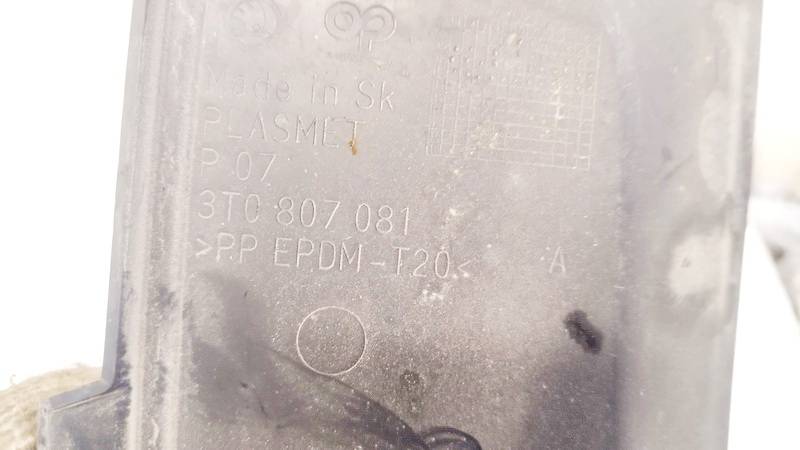 Made in Sk
PLASMET
P 07
3T0 807 081
>PP EPDM-T20<
A